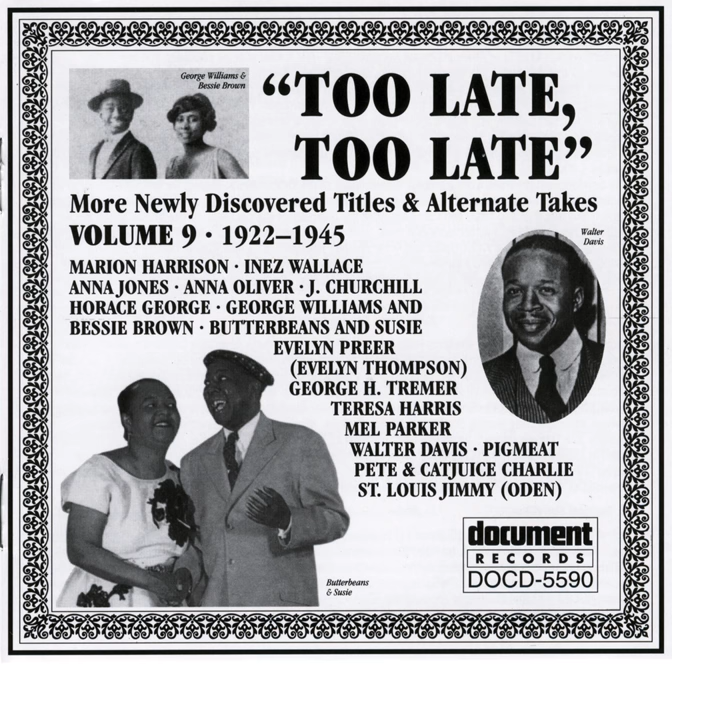 George Williams &
Bessie Brown
“TOO LATE,
TOO LATE”
More Newly Discovered Titles & Alternate Takes
VOLUME 9 · 1922–1945
Walter
Davis
MARION HARRISON · INEZ WALLACE
ANNA JONES · ANNA OLIVER · J. CHURCHILL
HORACE GEORGE · GEORGE WILLIAMS AND
BESSIE BROWN · BUTTERBEANS AND SUSIE
EVELYN PREER
(EVELYN THOMPSON)
GEORGE H. TREMER
TERESA HARRIS
MEL PARKER
WALTER DAVIS · PIGMEAT
PETE & CATJUICE CHARLIE
ST. LOUIS JIMMY (ODEN)
Butterbeans
& Susie
document
RECORDS
DOCD-5590